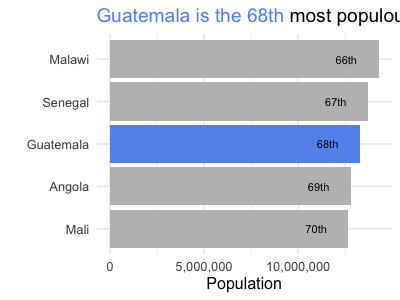 Guatemala is the 68th most
Malawi 66th
Senegal 67th
Guatemala 68th
Angola 69th
Mali 70th
0 5,000,000 10,000,000
Population